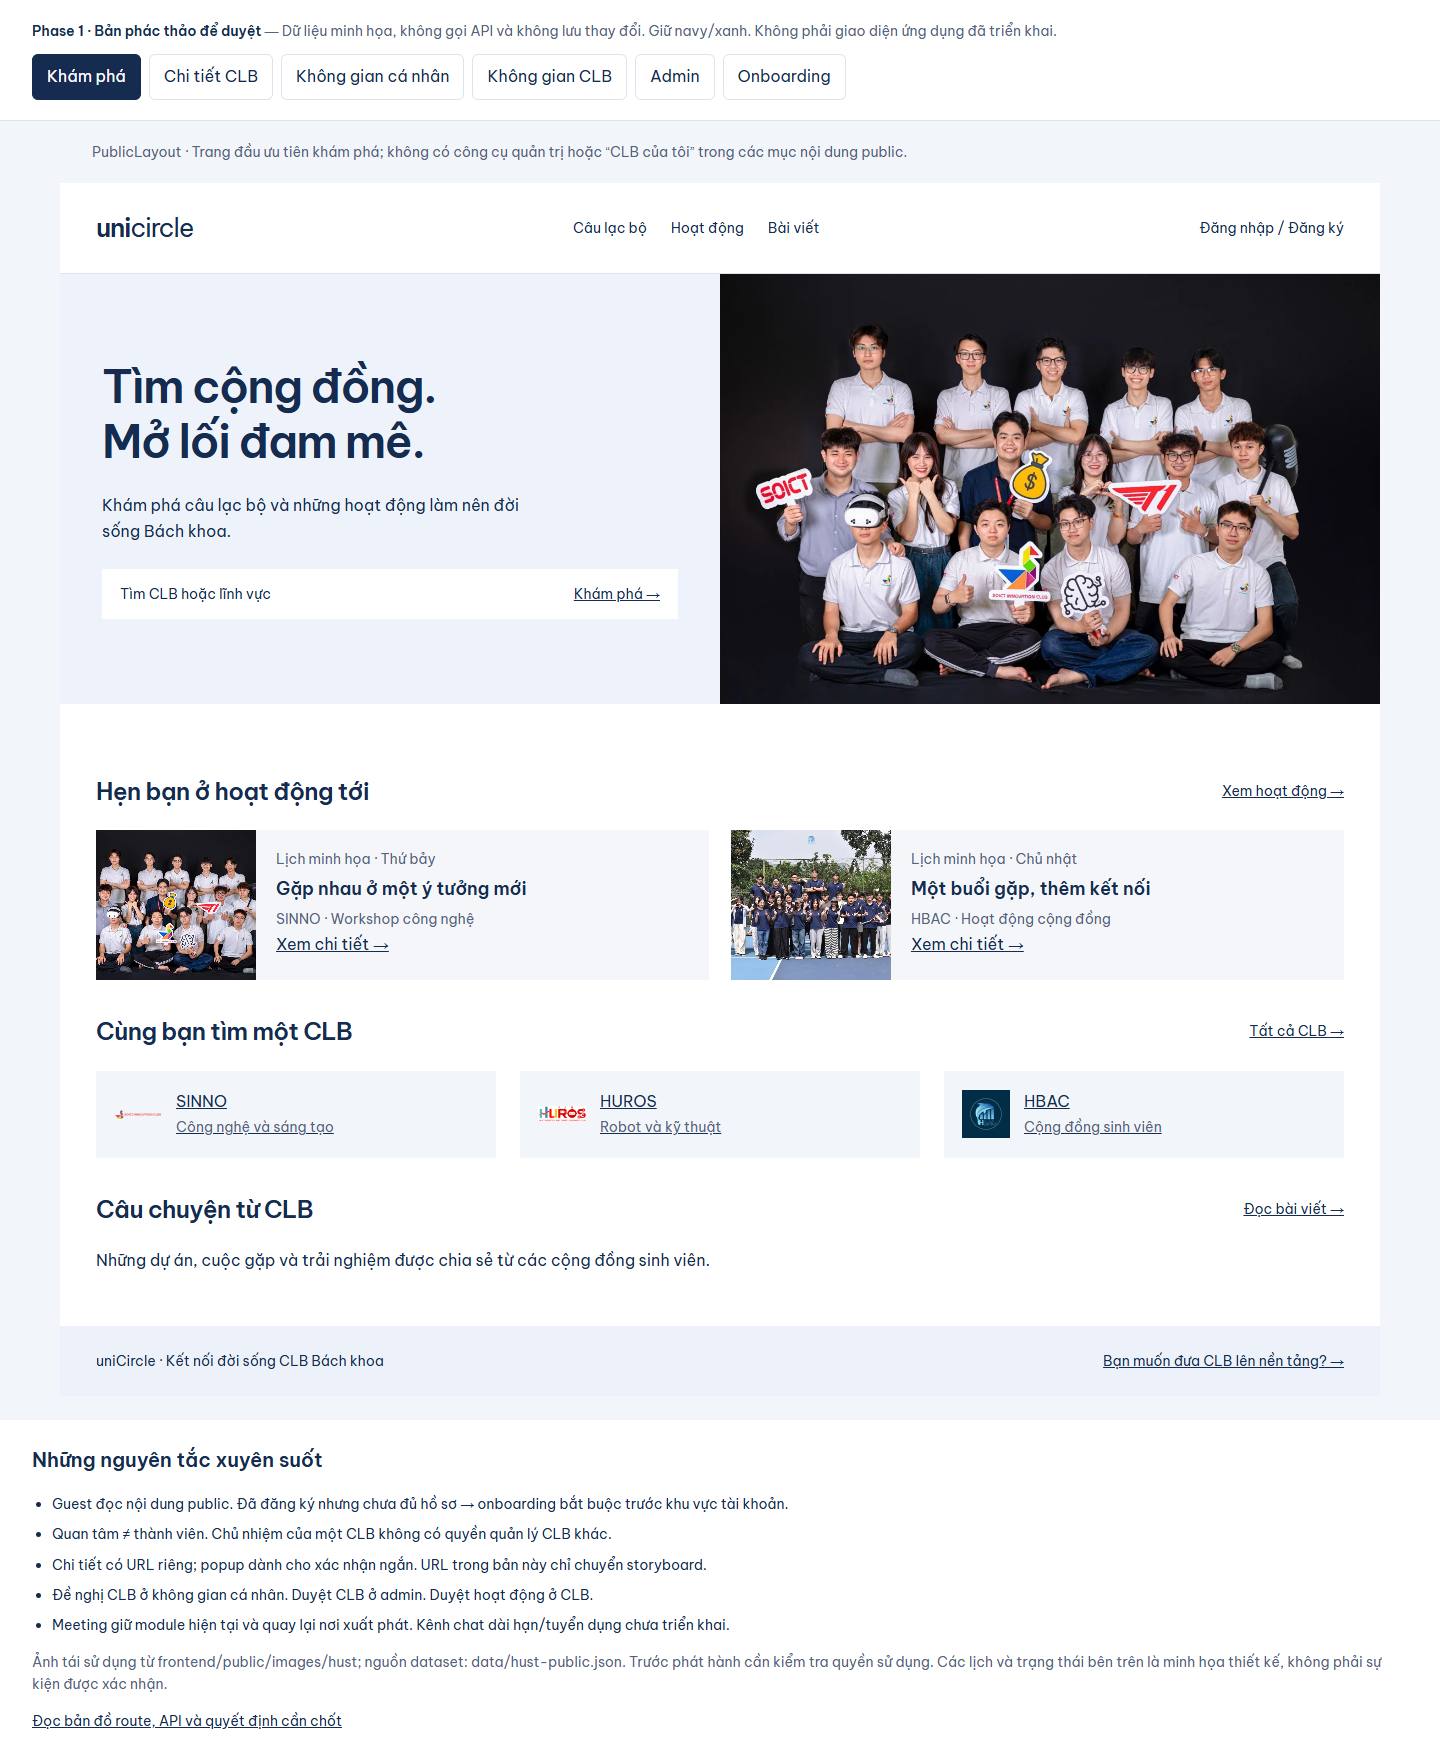 Phase 1 · Bản phác thảo để duyệt — Dữ liệu minh họa, không gọi API và không lưu thay đổi. Giữ navy/xanh. Không phải giao diện ứng dụng đã triển khai.
Khám phá
Chi tiết CLB
Không gian cá nhân
Không gian CLB
Admin
Onboarding
PublicLayout · Trang đầu ưu tiên khám phá; không có công cụ quản trị hoặc “CLB của tôi” trong các mục nội dung public.
unicircle
Câu lạc bộ
Hoạt động
Bài viết
Đăng nhập / Đăng ký
Tìm cộng đồng.
Mở lối đam mê.
Khám phá câu lạc bộ và những hoạt động làm nên đời
sống Bách khoa.
Tìm CLB hoặc lĩnh vực
Khám phá →
SOICT
$
T1
SOICT INNOVATION CLUB
Hẹn bạn ở hoạt động tới
Xem hoạt động →
Lịch minh họa · Thứ bảy
Gặp nhau ở một ý tưởng mới
SINNO · Workshop công nghệ
Xem chi tiết →
Lịch minh họa · Chủ nhật
Một buổi gặp, thêm kết nối
HBAC · Hoạt động cộng đồng
Xem chi tiết →
Cùng bạn tìm một CLB
Tất cả CLB →
SINNO
Công nghệ và sáng tạo
HUROS
HUROS
Robot và kỹ thuật
HBAC
Cộng đồng sinh viên
Câu chuyện từ CLB
Đọc bài viết →
Những dự án, cuộc gặp và trải nghiệm được chia sẻ từ các cộng đồng sinh viên.
uniCircle · Kết nối đời sống CLB Bách khoa
Bạn muốn đưa CLB lên nền tảng? →
Những nguyên tắc xuyên suốt
• Guest đọc nội dung public. Đã đăng ký nhưng chưa đủ hồ sơ → onboarding bắt buộc trước khu vực tài khoản.
• Quan tâm ≠ thành viên. Chủ nhiệm của một CLB không có quyền quản lý CLB khác.
• Chi tiết có URL riêng; popup dành cho xác nhận ngắn. URL trong bản này chỉ chuyển storyboard.
• Đề nghị CLB ở không gian cá nhân. Duyệt CLB ở admin. Duyệt hoạt động ở CLB.
• Meeting giữ module hiện tại và quay lại nơi xuất phát. Kênh chat dài hạn/tuyển dụng chưa triển khai.
Ảnh tái sử dụng từ frontend/public/images/hust; nguồn dataset: data/hust-public.json. Trước phát hành cần kiểm tra quyền sử dụng. Các lịch và trạng thái bên trên là minh họa thiết kế, không phải sự
kiện được xác nhận.
Đọc bản đồ route, API và quyết định cần chốt